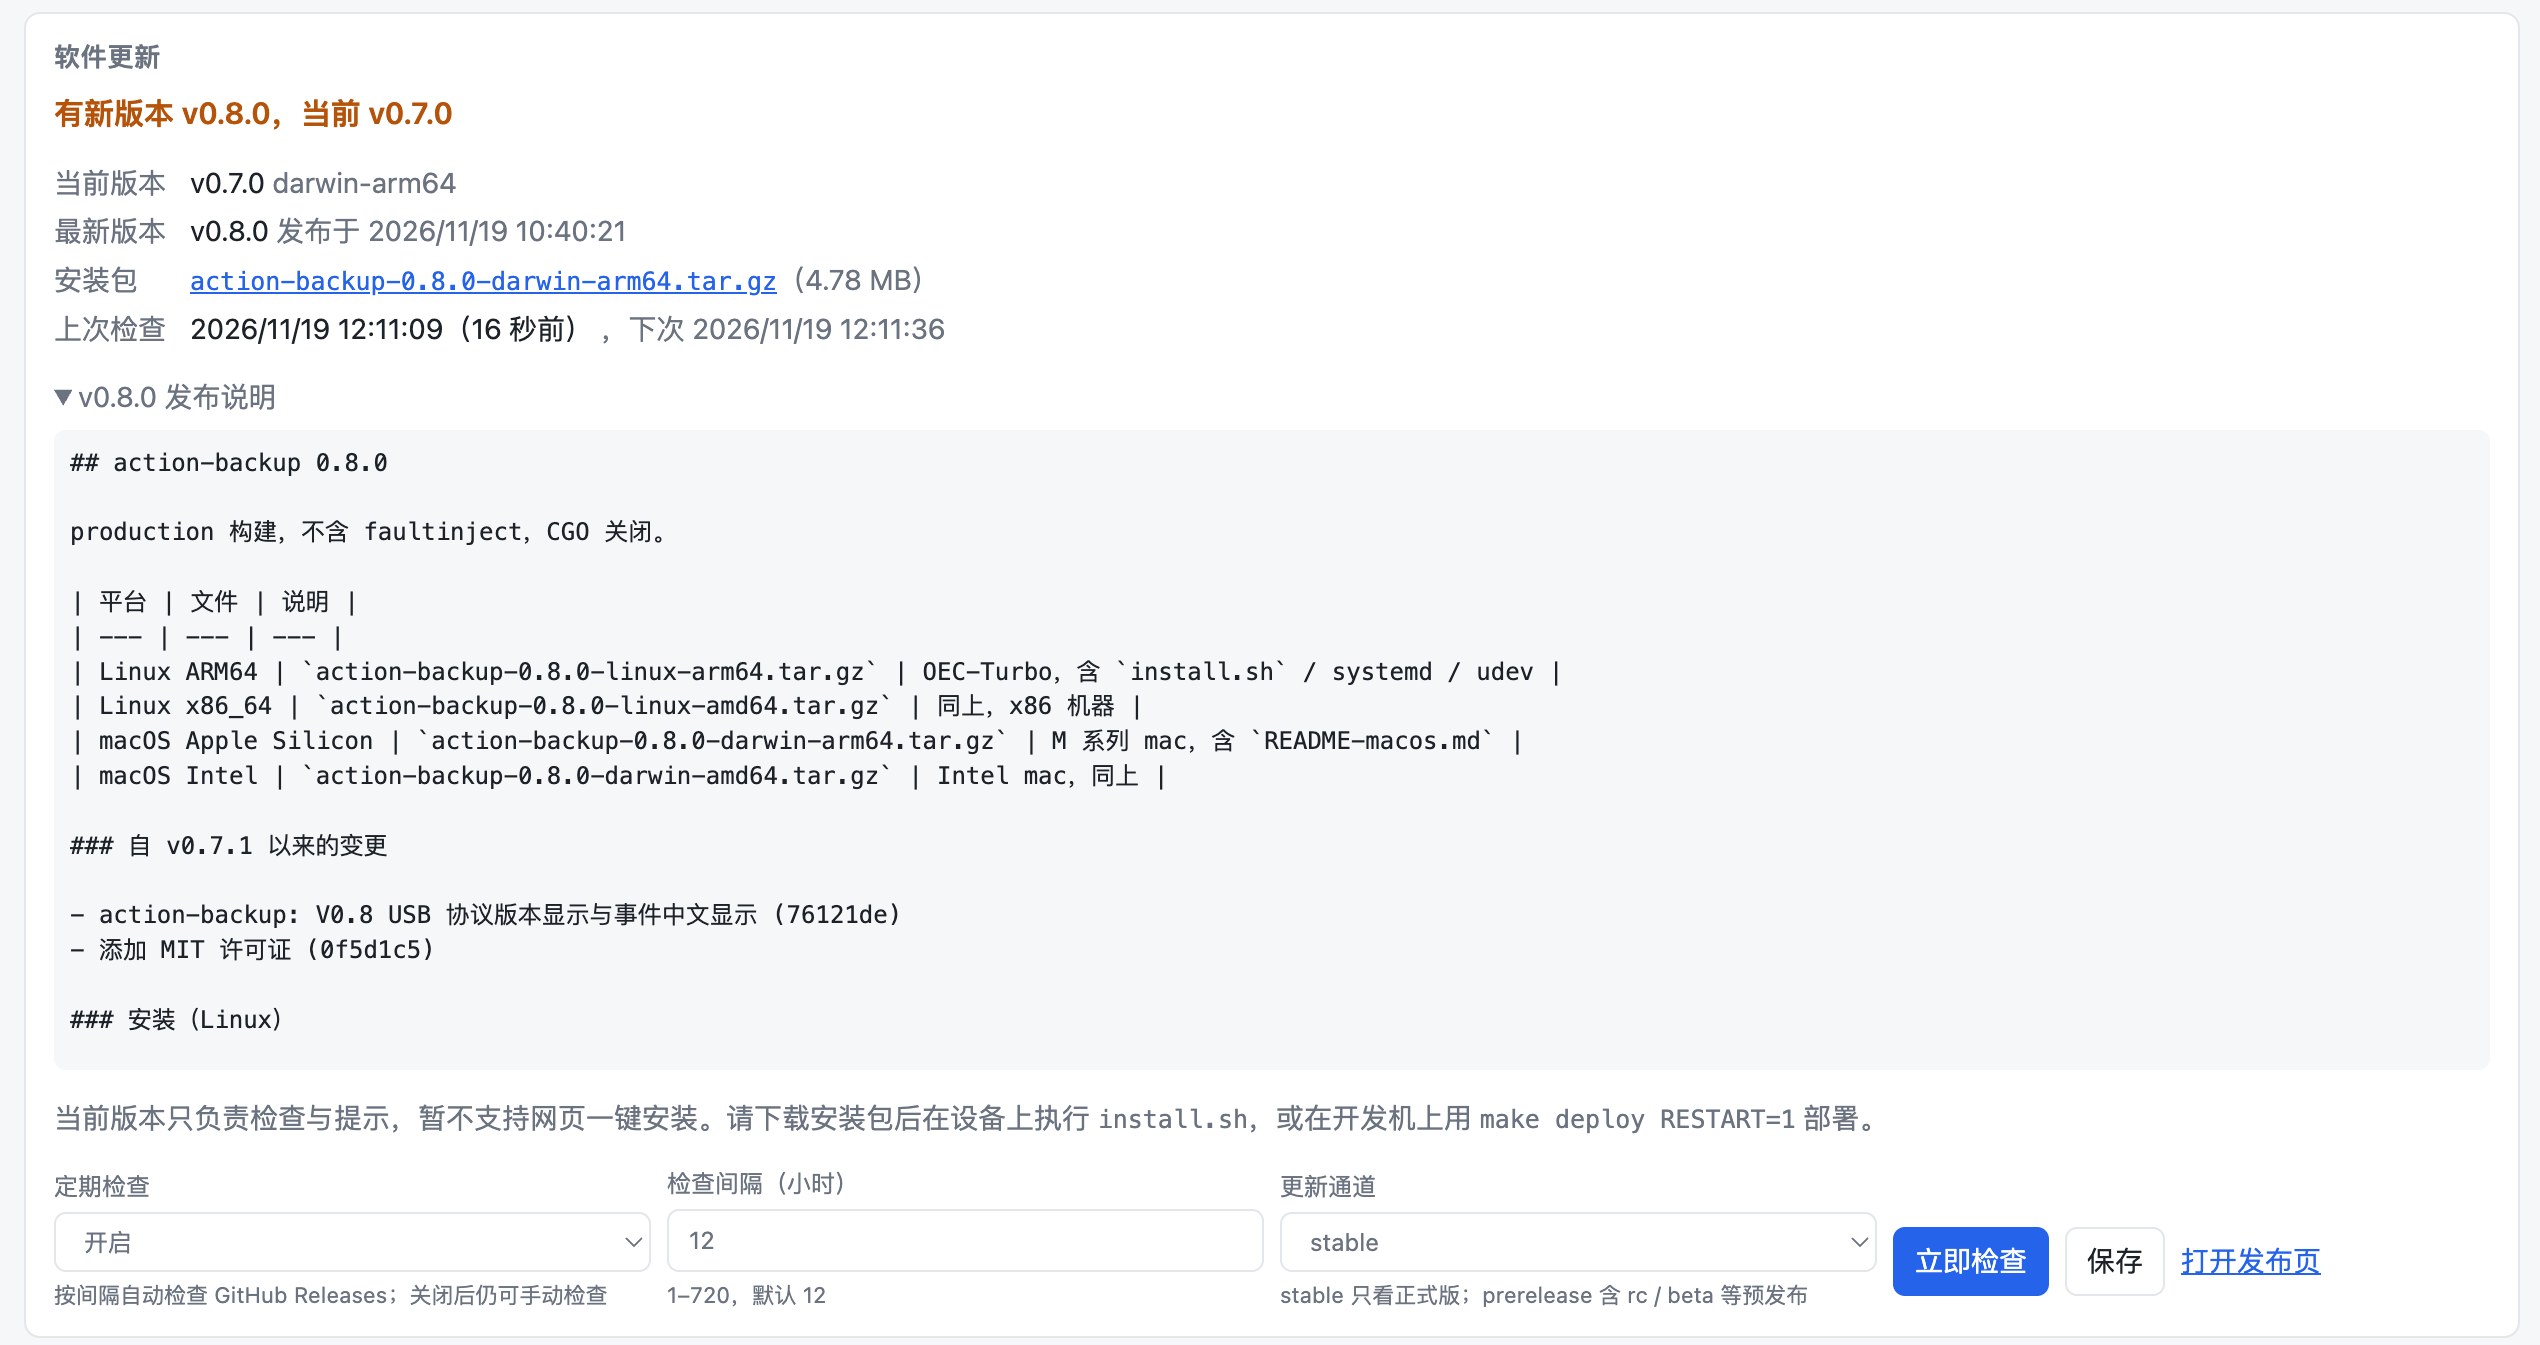 软件更新
有新版本 v0.8.0，当前 v0.7.0
当前版本 v0.7.0 darwin-arm64
最新版本 v0.8.0 发布于 2026/11/19 10:40:21
安装包 action-backup-0.8.0-darwin-arm64.tar.gz（4.78 MB）
上次检查 2026/11/19 12:11:09（16 秒前），下次 2026/11/19 12:11:36
▼ v0.8.0 发布说明
## action-backup 0.8.0
production 构建，不含 faultinject，CGO 关闭。
| 平台 | 文件 | 说明 |
| --- | --- | --- |
| Linux ARM64 | `action-backup-0.8.0-linux-arm64.tar.gz` | OEC-Turbo，含 `install.sh` / systemd / udev |
| Linux x86_64 | `action-backup-0.8.0-linux-amd64.tar.gz` | 同上，x86 机器 |
| macOS Apple Silicon | `action-backup-0.8.0-darwin-arm64.tar.gz` | M 系列 mac，含 `README-macos.md` |
| macOS Intel | `action-backup-0.8.0-darwin-amd64.tar.gz` | Intel mac，同上 |
### 自 v0.7.1 以来的变更
- action-backup: V0.8 USB 协议版本显示与事件中文显示 (76121de)
- 添加 MIT 许可证 (0f5d1c5)
### 安装（Linux）
当前版本只负责检查与提示，暂不支持网页一键安装。请下载安装包后在设备上执行 install.sh，或在开发机上用 make deploy RESTART=1 部署。
定期检查 检查间隔（小时） 更新通道
开启 12 stable 立即检查 保存 打开发布页
按间隔自动检查 GitHub Releases；关闭后仍可手动检查 1–720，默认 12 stable 只看正式版；prerelease 含 rc / beta 等预发布